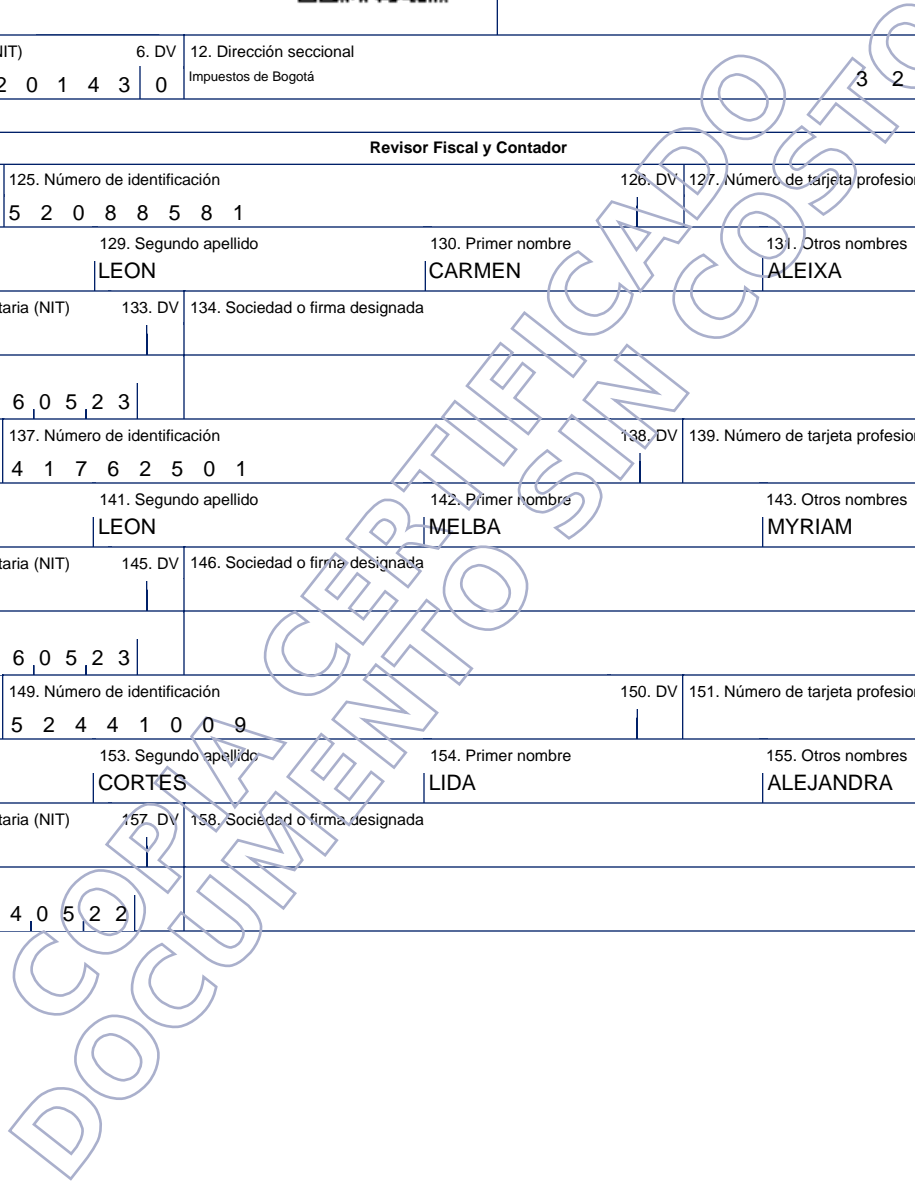 6. DV 12. Dirección seccional
2 0 1 4 3 0 Impuestos de Bogotá 3 2
Revisor Fiscal y Contador
125. Número de identificación 126. DV 127. Número de tarjeta
5 2 0 8 8 5 8 1
129. Segundo apellido 130. Primer nombre 131. Otros nombres
LEON CARMEN ALEIXA
(NIT) 133. DV 134. Sociedad o firma designada
6 0 5 2 3
137. Número de identificación 138. DV 139. Número de tarjeta
4 1 7 6 2 5 0 1
141. Segundo apellido 142. Primer nombre 143. Otros nombres
LEON MELBA MYRIAM
(NIT) 145. DV 146. Sociedad o firma designada
6 0 5 2 3
149. Número de identificación 150. DV 151. Número de tarjeta
5 2 4 4 1 0 0 9
153. Segundo apellido 154. Primer nombre 155. Otros nombres
CORTES LIDA ALEJANDRA
(NIT) 157. DV 158. Sociedad o firma designada
4 0 5 2 2
COPIA CERTIFICADO
DOCUMENTO SIN COSTO